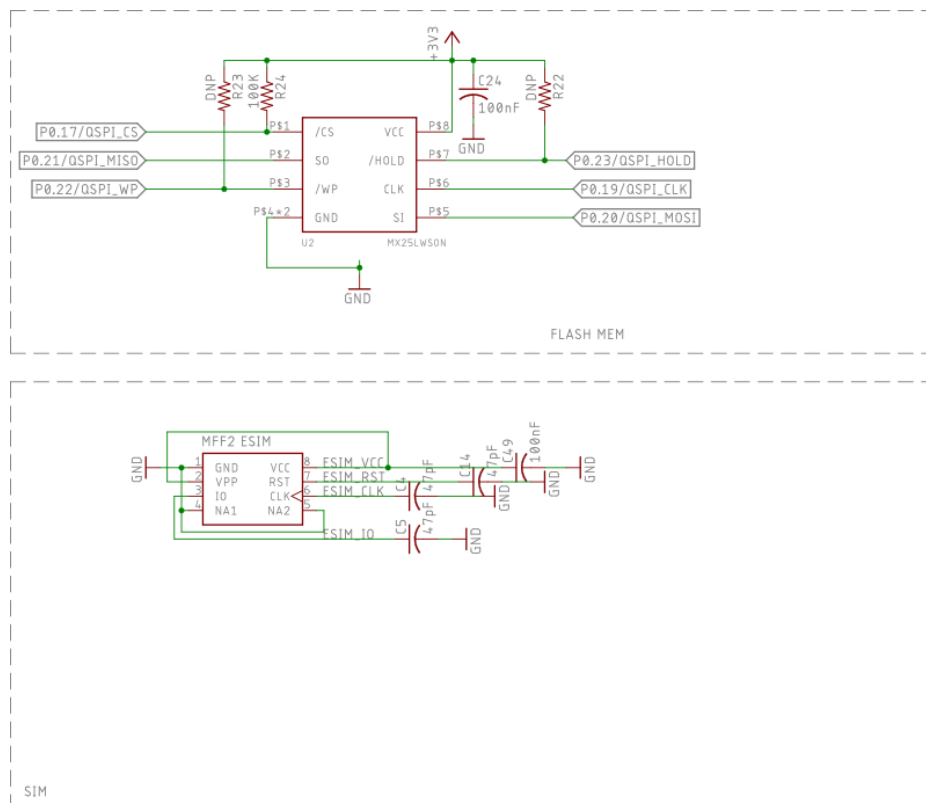 +3V3
DNP
R23
100K
R24
C24
100nF
DNP
R22
GND
P0.17/QSPI_CS
P$1
/CS
VCC
P$8
P0.21/QSPI_MISO
P$2
SO
/HOLD
P$7
P0.23/QSPI_HOLD
P0.22/QSPI_WP
P$3
/WP
CLK
P$6
P0.19/QSPI_CLK
P$4*2
GND
SI
P$5
P0.20/QSPI_MOSI
U2
MX25LWSON
GND
FLASH MEM
MFF2 ESIM
GND
1
GND
VCC
8
ESIM_VCC
C49
100nF
GND
2
VPP
RST
7
ESIM_RST
C14
47pF
GND
3
IO
CLK
6
ESIM_CLK
C4
47pF
GND
4
NA1
NA2
5
ESIM_IO
C5
47pF
GND
SIM